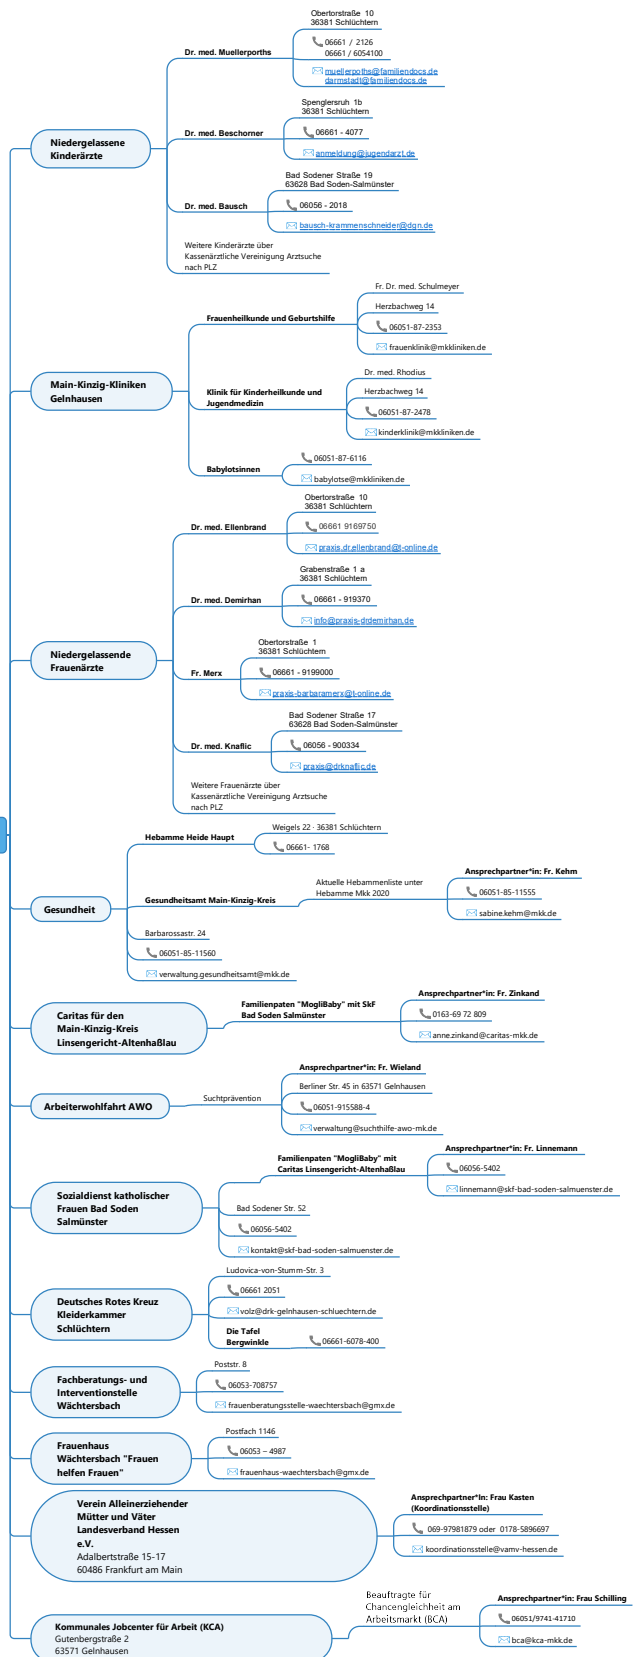 Niedergelassene
Kinderärzte
Dr. med. Muellerpoths
Obertorstraße 10
36381 Schlüchtern
06661 / 2126
06661 / 6054100
muellerpoths@familiendocs.de
darmstadt@familiendocs.de
Dr. med. Beschorner
Spenglersruh 1b
36381 Schlüchtern
06661 - 4077
anmeldung@jugendarzt.de
Dr. med. Bausch
Bad Sodener Straße 19
63628 Bad Soden-Salmünster
06056 - 2018
bausch-krammenschneider@dgn.de
Weitere Kinderärzte über
Kassenärztliche Vereinigung Arztsuche
nach PLZ
Main-Kinzig-Kliniken
Gelnhausen
Frauenheilkunde und Geburtshilfe
Fr. Dr. med. Schulmeyer
Herzbachweg 14
06051-87-2353
frauenklinik@mkkliniken.de
Klinik für Kinderheilkunde und
Jugendmedizin
Dr. med. Rhodius
Herzbachweg 14
06051-87-2478
kinderklinik@mkkliniken.de
Babylotsinnen
06051-87-6116
babylotse@mkkliniken.de
Niedergelassende
Frauenärzte
Dr. med. Ellenbrand
Obertorstraße 10
36381 Schlüchtern
06661 9169750
praxis.dr.ellenbrand@t-online.de
Dr. med. Demirhan
Grabenstraße 1 a
36381 Schlüchtern
06661 - 919370
info@praxis-drdemirhan.de
Fr. Merx
Obertorstraße 1
36381 Schlüchtern
06661 - 9199000
praxis-barbaramerx@t-online.de
Dr. med. Knaflic
Bad Sodener Straße 17
63628 Bad Soden-Salmünster
06056 - 900334
praxis@drknaflic.de
Weitere Frauenärzte über
Kassenärztliche Vereinigung Arztsuche
nach PLZ
Gesundheit
Hebamme Heide Haupt
Weigels 22 · 36381 Schlüchtern
06661- 1768
Gesundheitsamt Main-Kinzig-Kreis
Aktuelle Hebammenliste unter
Hebamme Mkk 2020
Ansprechpartner*in: Fr. Kehm
06051-85-11555
sabine.kehm@mkk.de
Barbarossastr. 24
06051-85-11560
verwaltung.gesundheitsamt@mkk.de
Caritas für den
Main-Kinzig-Kreis
Linsengericht-Altenhaßlau
Familienpaten "MogliBaby" mit SkF
Bad Soden Salmünster
Ansprechpartner*in: Fr. Zinkand
0163-69 72 809
anne.zinkand@caritas-mkk.de
Arbeiterwohlfahrt AWO
Suchtprävention
Ansprechpartner*in: Fr. Wieland
Berliner Str. 45 in 63571 Gelnhausen
06051-915588-4
verwaltung@suchthilfe-awo-mk.de
Sozialdienst katholischer
Frauen Bad Soden
Salmünster
Familienpaten "MogliBaby" mit
Caritas Linsengericht-Altenhaßlau
Ansprechpartner*in: Fr. Linnemann
06056-5402
linnemann@skf-bad-soden-salmuenster.de
Bad Sodener Str. 52
06056-5402
kontakt@skf-bad-soden-salmuenster.de
Deutsches Rotes Kreuz
Kleiderkammer
Schlüchtern
Ludovica-von-Stumm-Str. 3
06661 2051
volz@drk-gelnhausen-schluechtern.de
Die Tafel
Bergwinkle
06661-6078-400
Fachberatungs- und
Interventionstelle
Wächtersbach
Poststr. 8
06053-708757
frauenberatungsstelle-waechtersbach@gmx.de
Frauenhaus
Wächtersbach "Frauen
helfen Frauen"
Postfach 1146
06053 – 4987
frauenhaus-waechtersbach@gmx.de
Verein Alleinerziehender
Mütter und Väter
Landesverband Hessen
e.V.
Adalbertstraße 15-17
60486 Frankfurt am Main
Ansprechpartner*In: Frau Kasten
(Koordinationsstelle)
069-97981879 oder 0178-5896697
koordinationsstelle@vamv-hessen.de
Kommunales Jobcenter für Arbeit (KCA)
Gutenbergstraße 2
63571 Gelnhausen
Beauftragte für
Chancengleichheit am
Arbeitsmarkt (BCA)
Ansprechpartner*in: Frau Schilling
06051/9741-41710
bca@kca-mkk.de